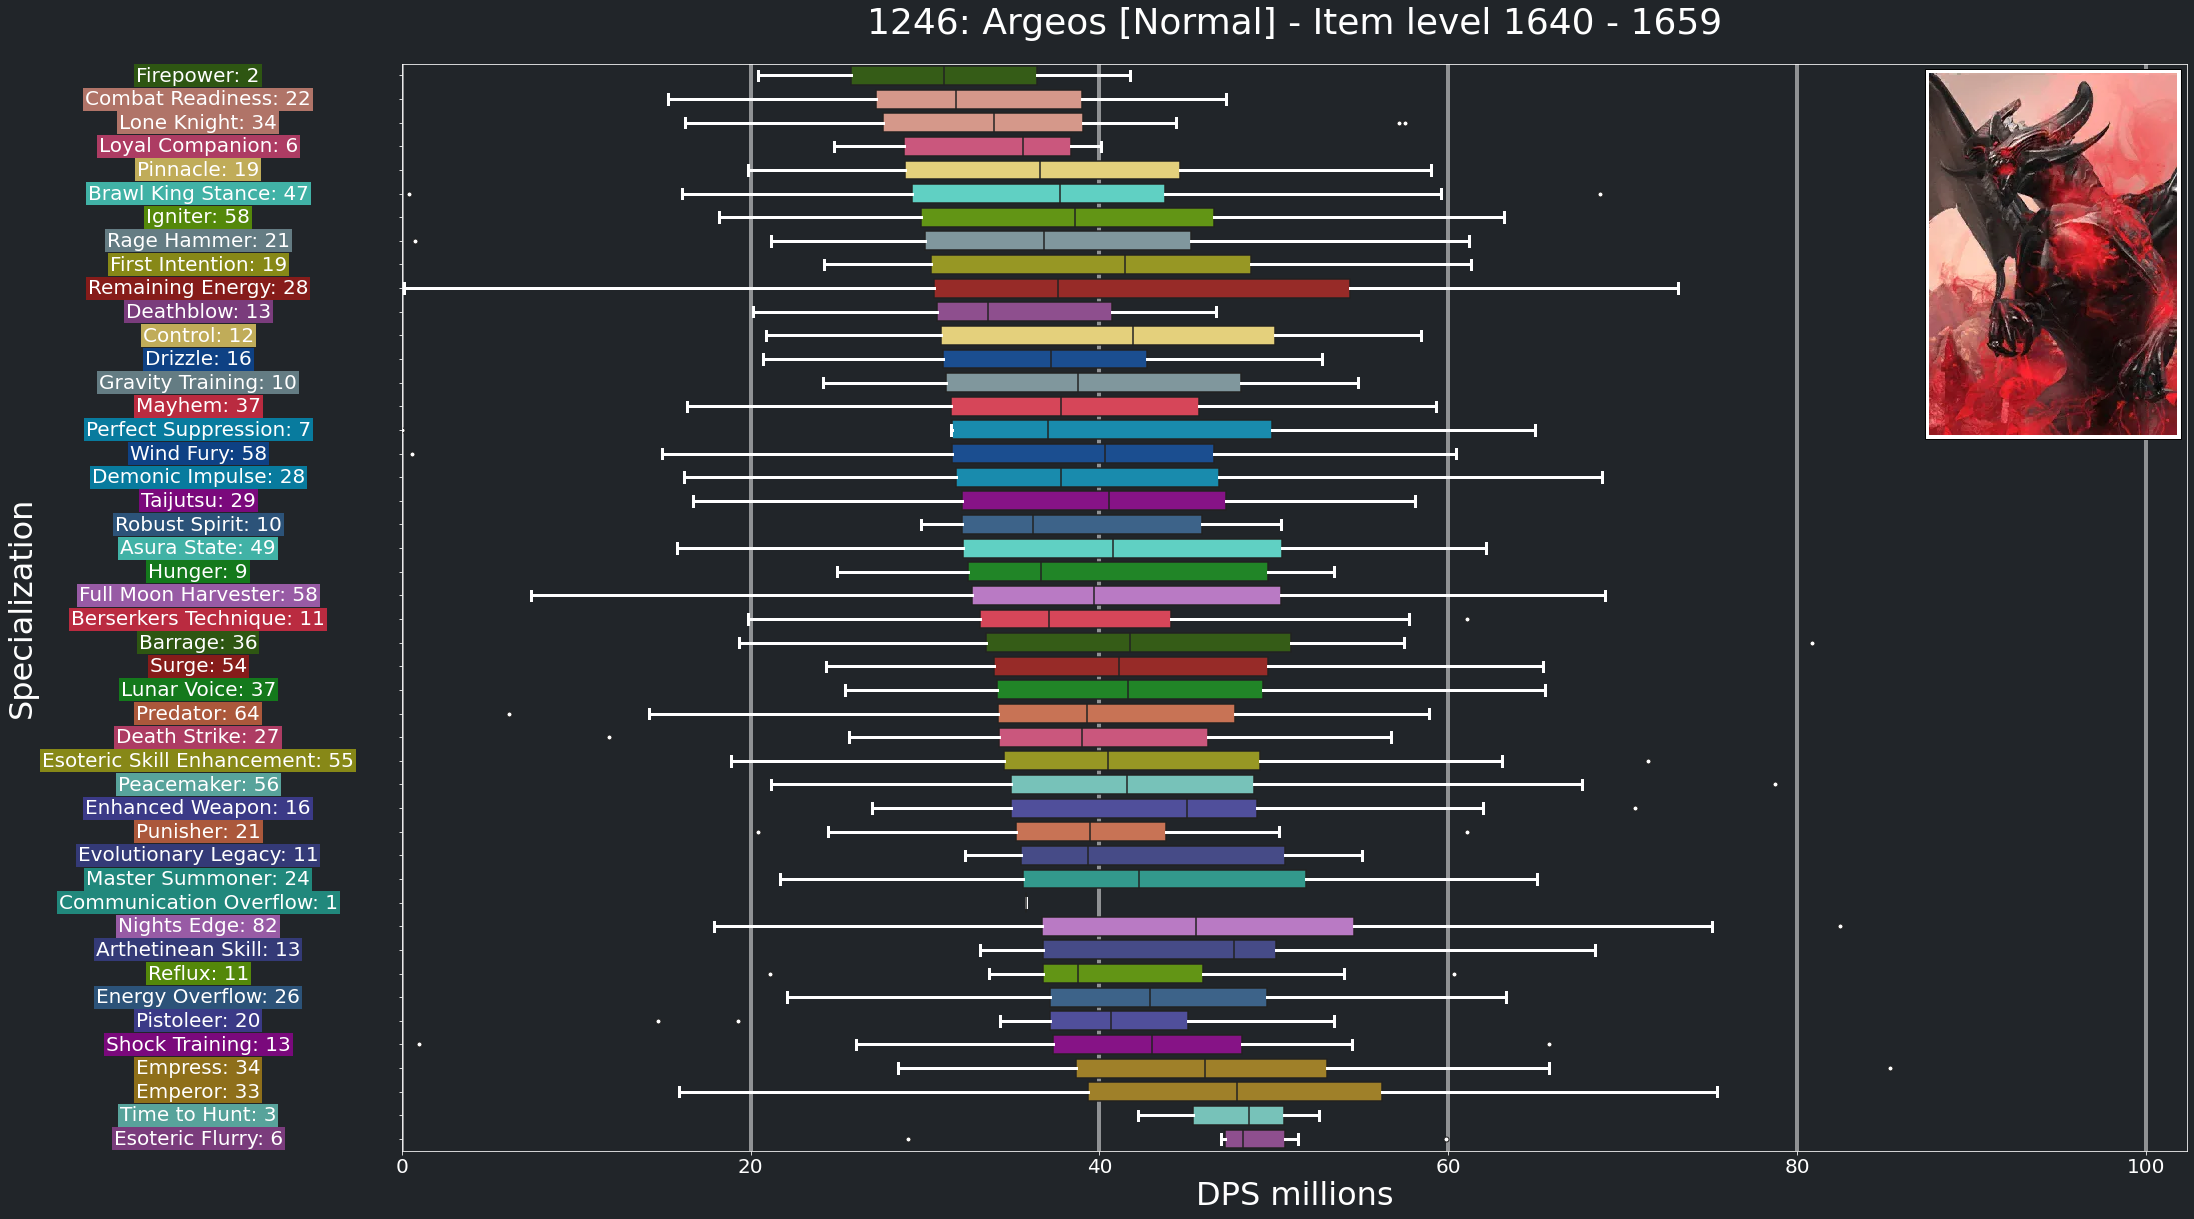 1246: Argeos [Normal] - Item level 1640 - 1659
Specialization
Firepower: 2
Combat Readiness: 22
Lone Knight: 34
Loyal Companion: 6
Pinnacle: 19
Brawl King Stance: 47
Igniter: 58
Rage Hammer: 21
First Intention: 19
Remaining Energy: 28
Deathblow: 13
Control: 12
Drizzle: 16
Gravity Training: 10
Mayhem: 37
Perfect Suppression: 7
Wind Fury: 58
Demonic Impulse: 28
Taijutsu: 29
Robust Spirit: 10
Asura State: 49
Hunger: 9
Full Moon Harvester: 58
Berserkers Technique: 11
Barrage: 36
Surge: 54
Lunar Voice: 37
Predator: 64
Death Strike: 27
Esoteric Skill Enhancement: 55
Peacemaker: 56
Enhanced Weapon: 16
Punisher: 21
Evolutionary Legacy: 11
Master Summoner: 24
Communication Overflow: 1
Nights Edge: 82
Arthetinean Skill: 13
Reflux: 11
Energy Overflow: 26
Pistoleer: 20
Shock Training: 13
Empress: 34
Emperor: 33
Time to Hunt: 3
Esoteric Flurry: 6
0 20 40 60 80 100
DPS millions